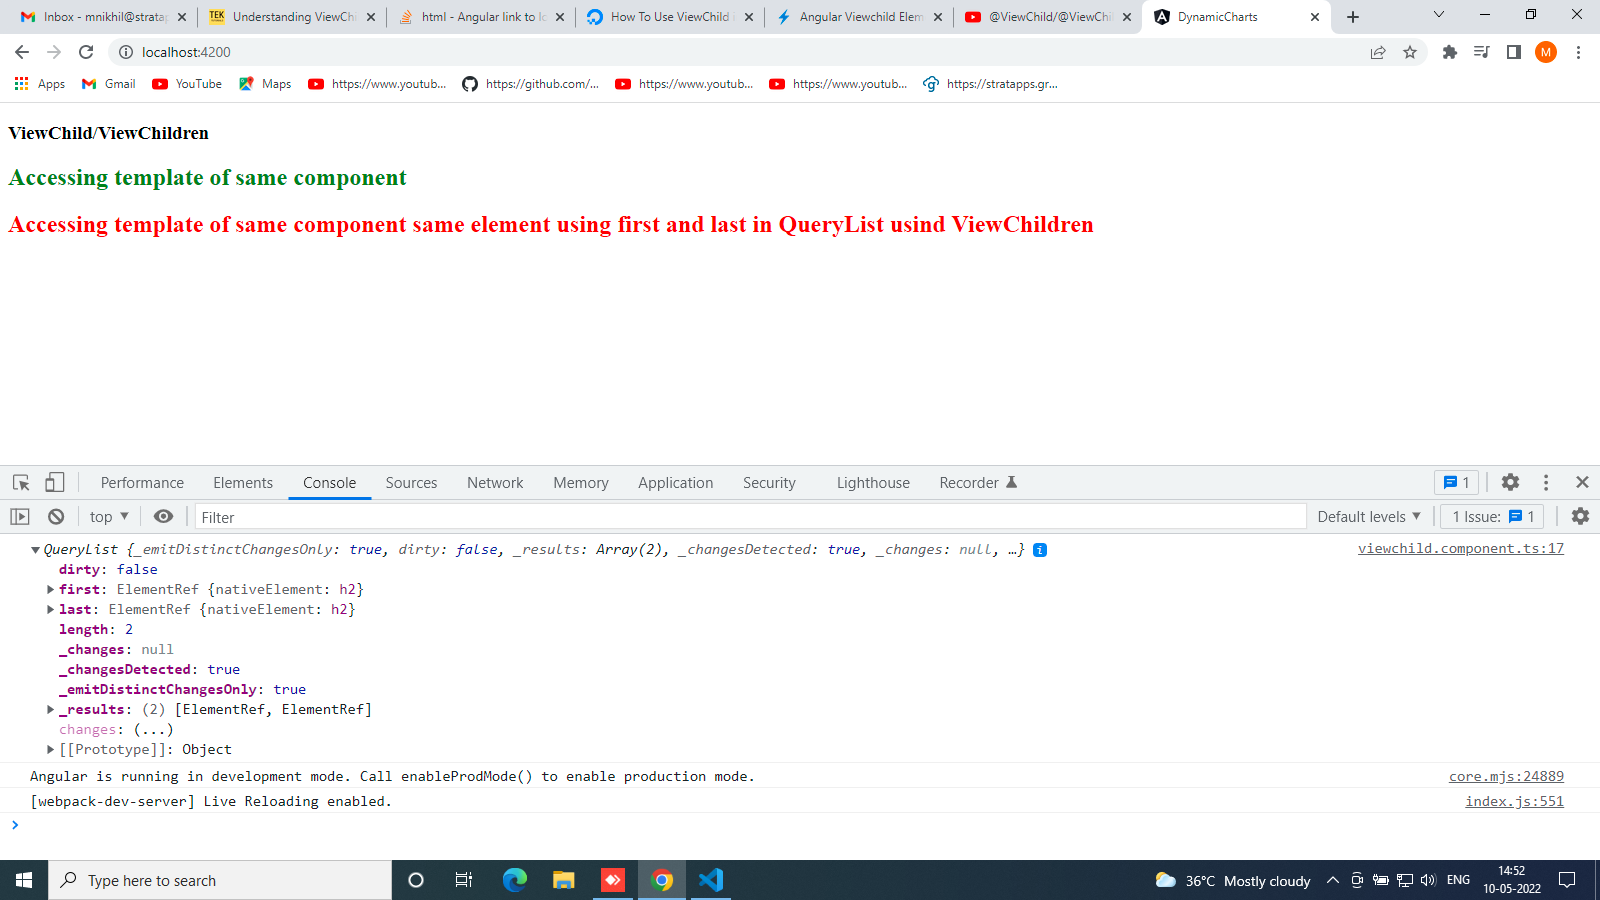 Inbox - mnikhil@stratap
Understanding ViewChi
html - Angular link to lo
How To Use ViewChild i
Angular Viewchild Elem
@ViewChild/@ViewChil
DynamicCharts
localhost:4200
M
Apps
Gmail
YouTube
Maps
https://www.youtub...
https://github.com/...
https://www.youtub...
https://www.youtub...
https://stratapps.gr...
ViewChild/ViewChildren
Accessing template of same component
Accessing template of same component same element using first and last in QueryList usind ViewChildren
Performance
Elements
Console
Sources
Network
Memory
Application
Security
Lighthouse
Recorder
1
top
Filter
Default levels
1 Issue: 1
QueryList {_emitDistinctChangesOnly: true, dirty: false, _results: Array(2), _changesDetected: true, _changes: null, …} i
viewchild.component.ts:17
dirty: false
first: ElementRef {nativeElement: h2}
last: ElementRef {nativeElement: h2}
length: 2
_changes: null
_changesDetected: true
_emitDistinctChangesOnly: true
_results: (2) [ElementRef, ElementRef]
changes: (...)
[[Prototype]]: Object
Angular is running in development mode. Call enableProdMode() to enable production mode.
core.mjs:24889
[webpack-dev-server] Live Reloading enabled.
index.js:551
Type here to search
36°C Mostly cloudy
ENG
14:52
10-05-2022